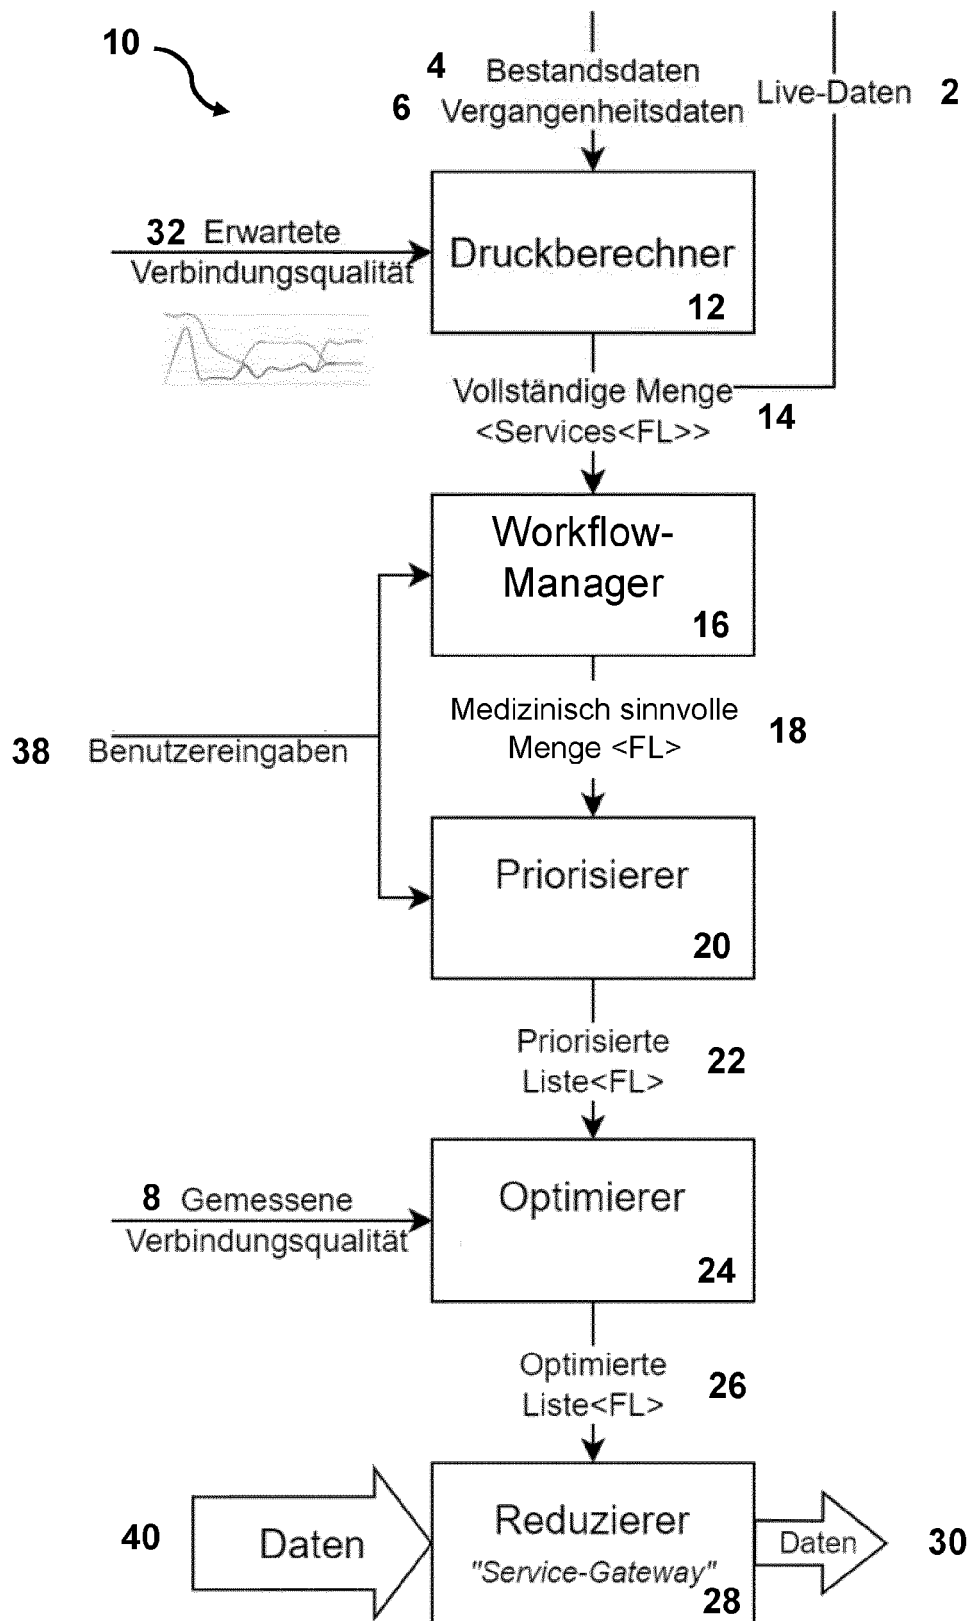 10
4 Bestandsdaten
6 Vergangenheitsdaten
Live-Daten 2
32 Erwartete
Verbindungsqualität
Druckberechner
12
Vollständige Menge
<Services<FL>>
14
Workflow-
Manager
16
Medizinisch sinnvolle
Menge <FL>
18
38 Benutzereingaben
Priorisierer
20
Priorisierte
Liste<FL>
22
8 Gemessene
Verbindungsqualität
Optimierer
24
Optimierte
Liste<FL>
26
40 Daten
Reduzierer
"Service-Gateway"
28
Daten 30